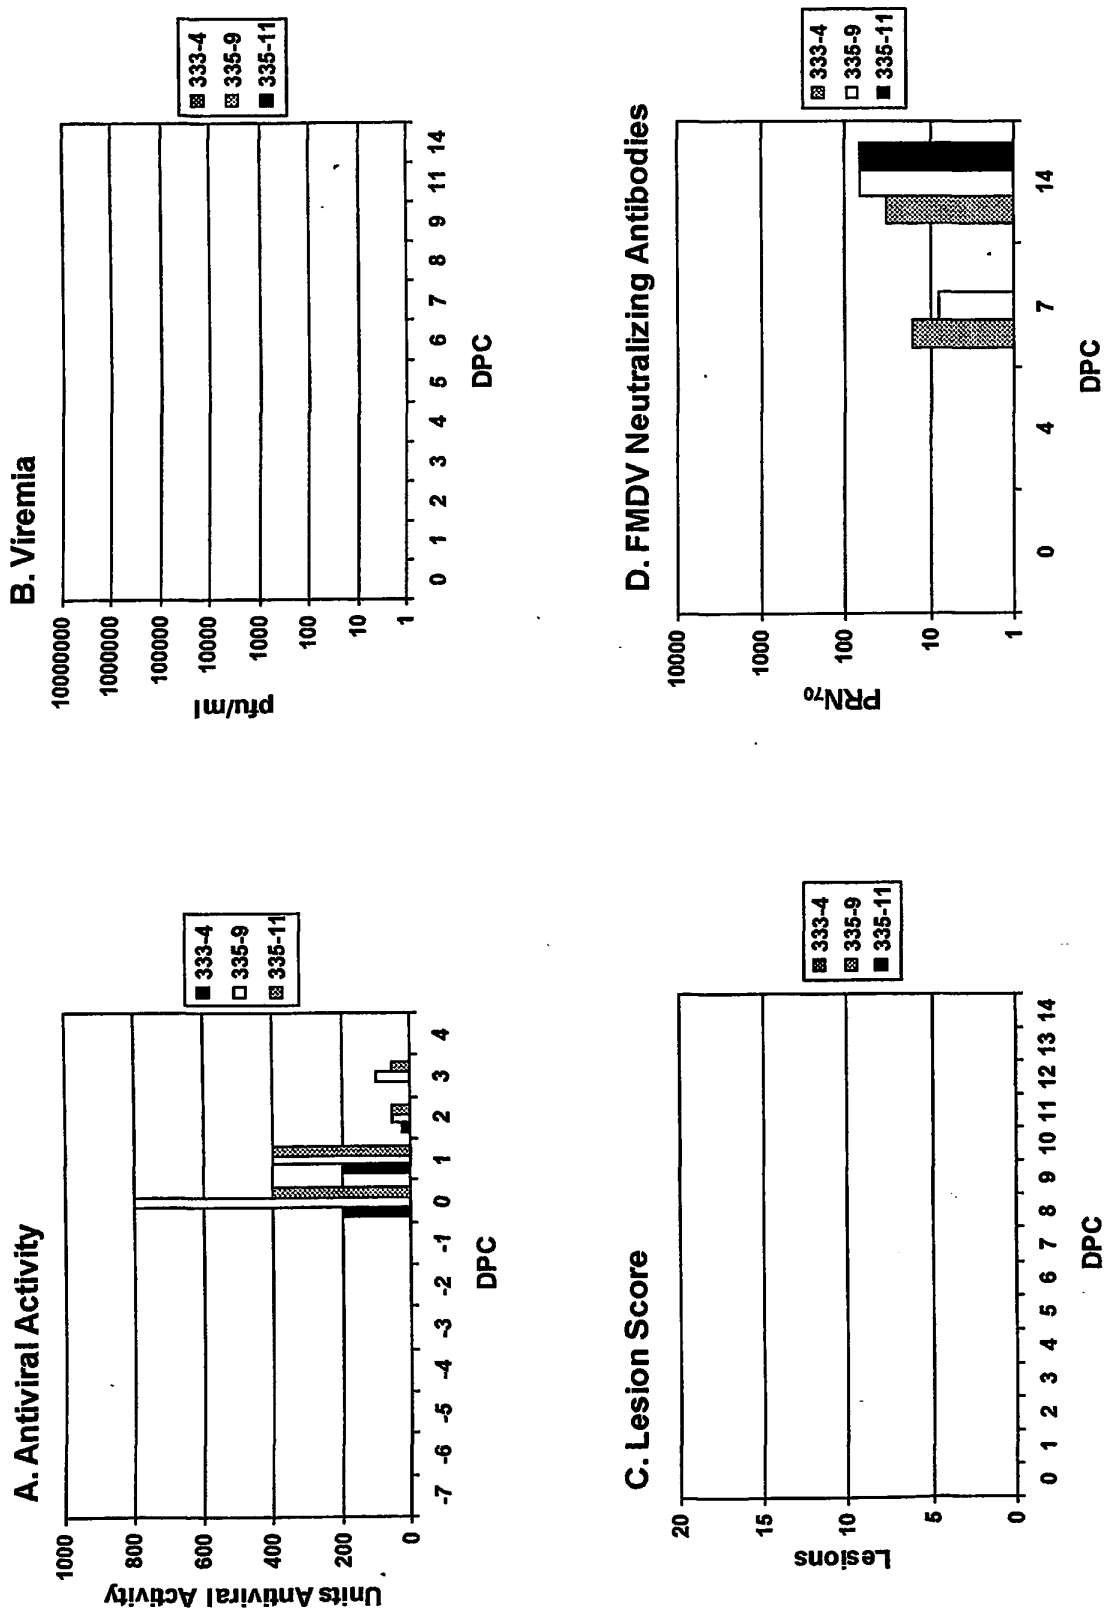 A. Antiviral Activity
Units Antiviral Activity
1000
800
600
400
200
0
-7 -6 -5 -4 -3 -2 -1 0 1 2 3 4
DPC
333-4
335-9
335-11
B. Viremia
pfu/ml
10000000
1000000
100000
10000
1000
100
10
1
0 1 2 3 4 5 6 7 8 9 11 14
DPC
333-4
335-9
335-11
C. Lesion Score
Lesions
20
15
10
5
0
0 1 2 3 4 5 6 7 8 9 10 11 12 13 14
DPC
333-4
335-9
335-11
D. FMDV Neutralizing Antibodies
PRN₇₀
10000
1000
100
10
1
0 4 7 14
DPC
333-4
335-9
335-11